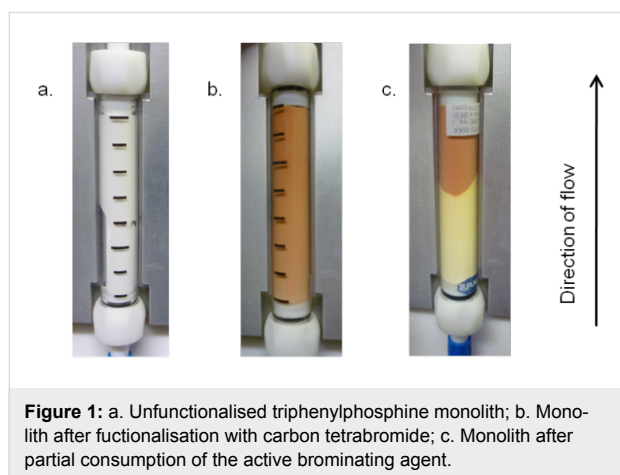 a.
b.
c.
Direction of flow
Figure 1: a. Unfunctionalised triphenylphosphine monolith; b. Mono-
lith after fuctionalisation with carbon tetrabromide; c. Monolith after
partial consumption of the active brominating agent.